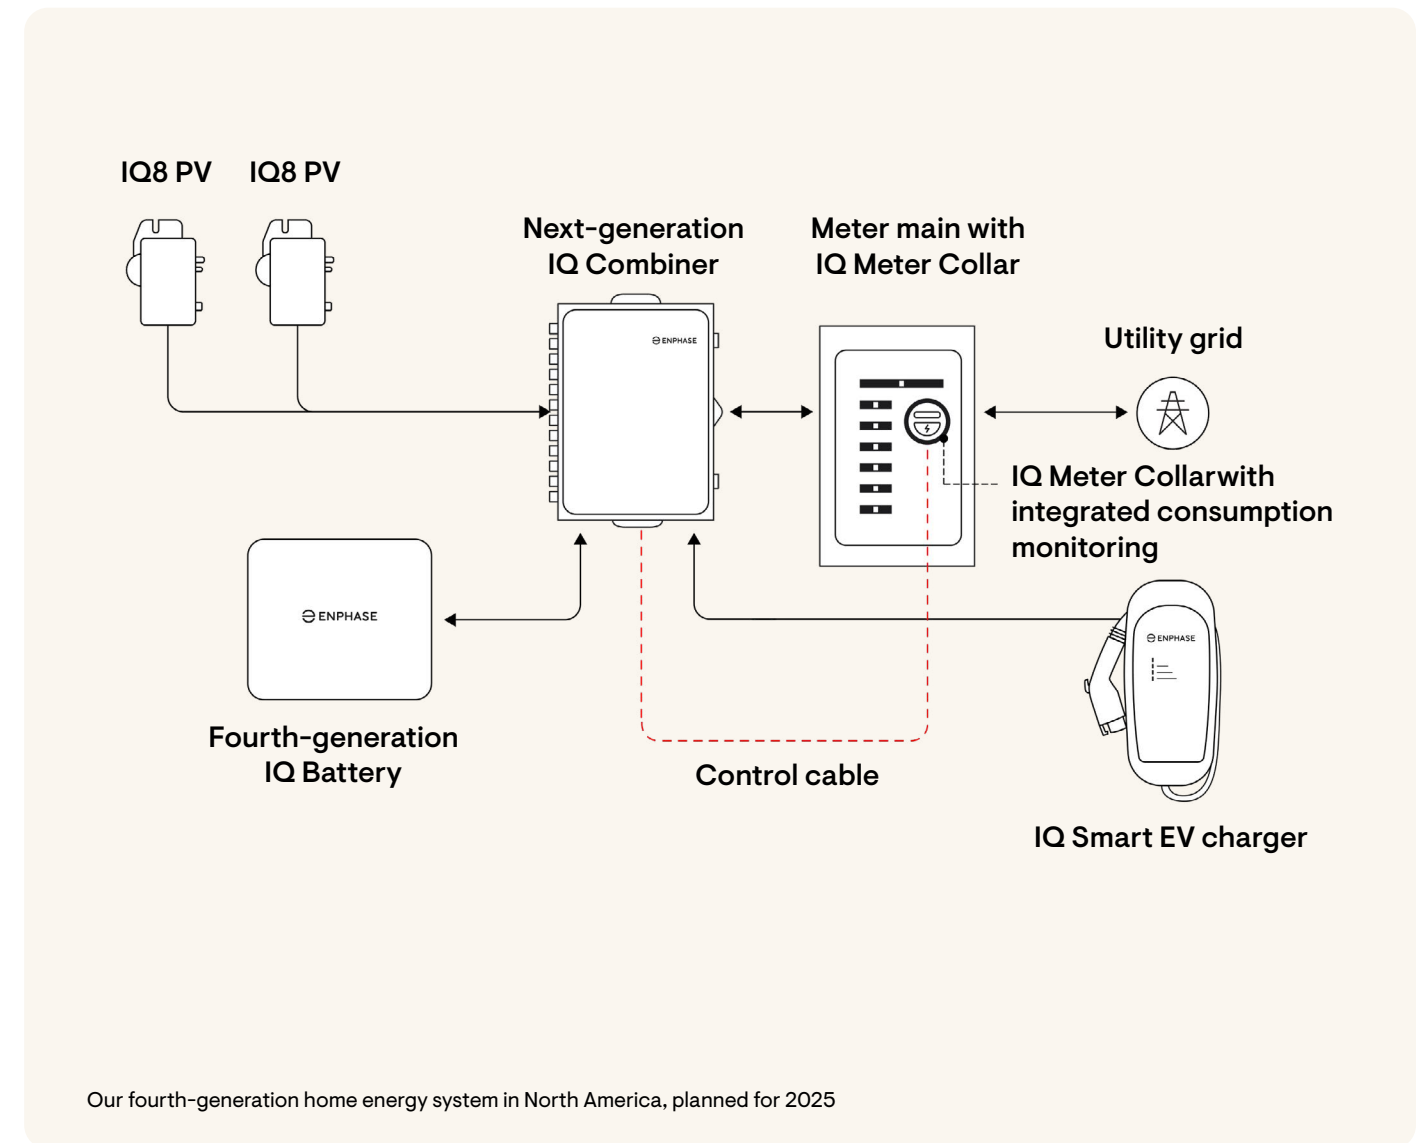 IQ8 PV
IQ8 PV
Next-generation
IQ Combiner
Meter main with
IQ Meter Collar
Utility grid
ENPHASE
IQ Meter Collarwith
integrated consumption
monitoring
ENPHASE
ENPHASE
Fourth-generation
IQ Battery
Control cable
IQ Smart EV charger
Our fourth-generation home energy system in North America, planned for 2025